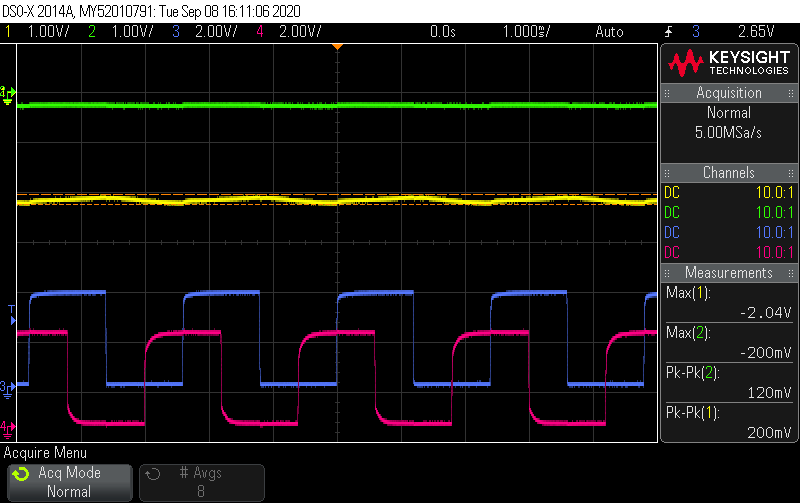 DSO-X 2014A, MY52010791: Tue Sep 08 16:11:06 2020
1 1.00V/ 2 1.00V/ 3 2.00V/ 4 2.00V/ 0.0s 1.000s/ Auto 3 2.65V
KEYSIGHT
TECHNOLOGIES
Acquisition
Normal
5.00MSa/s
Channels
DC 10.0:1
DC 10.0:1
DC 10.0:1
DC 10.0:1
Measurements
Max(1):
-2.04V
Max(2):
-200mV
Pk-Pk(2):
120mV
Pk-Pk(1):
200mV
T
3
4
Acquire Menu
Acq Mode
Normal
# Avgs
8